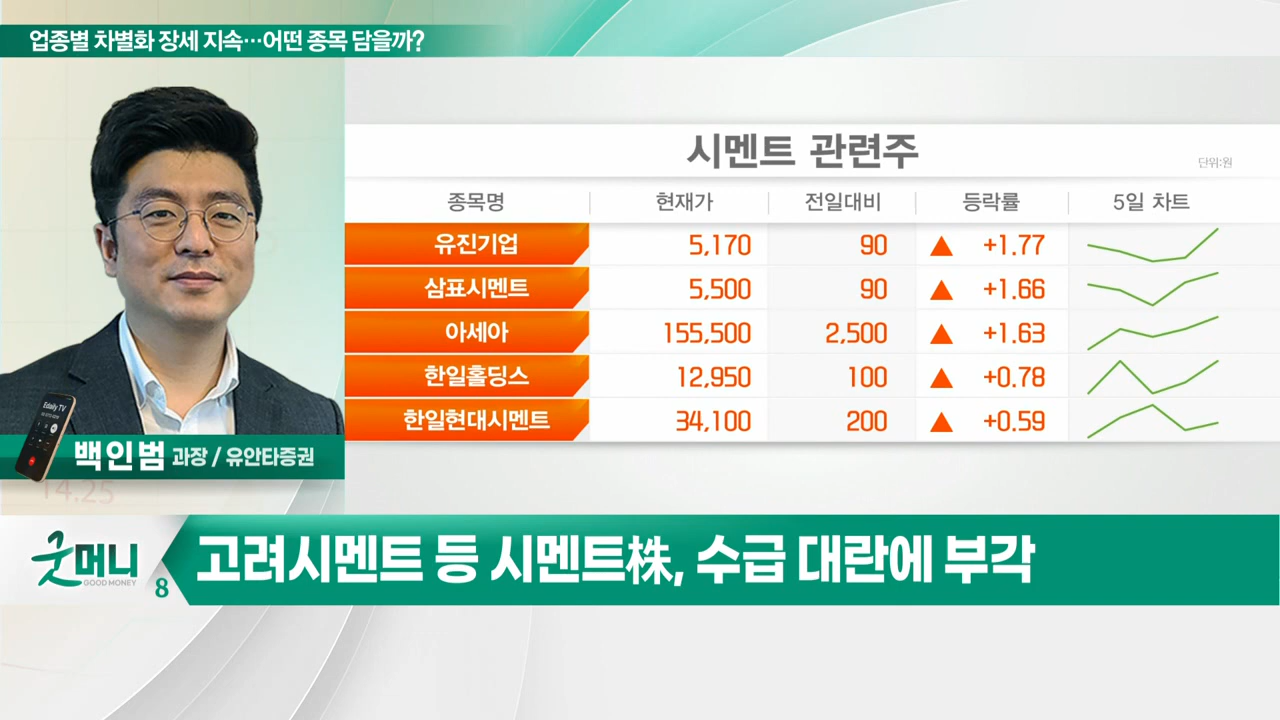 업종별 차별화 장세 지속…어떤 종목 담을까?
시멘트 관련주
단위:원
종목명 현재가 전일대비 등락률 5일 차트
유진기업 5,170 90 ▲ +1.77
삼표시멘트 5,500 90 ▲ +1.66
아세아 155,500 2,500 ▲ +1.63
한일홀딩스 12,950 100 ▲ +0.78
한일현대시멘트 34,100 200 ▲ +0.59
Edaily TV
백인범 과장 / 유안타증권
14.25
굿머니
GOOD MONEY
8
고려시멘트 등 시멘트株, 수급 대란에 부각